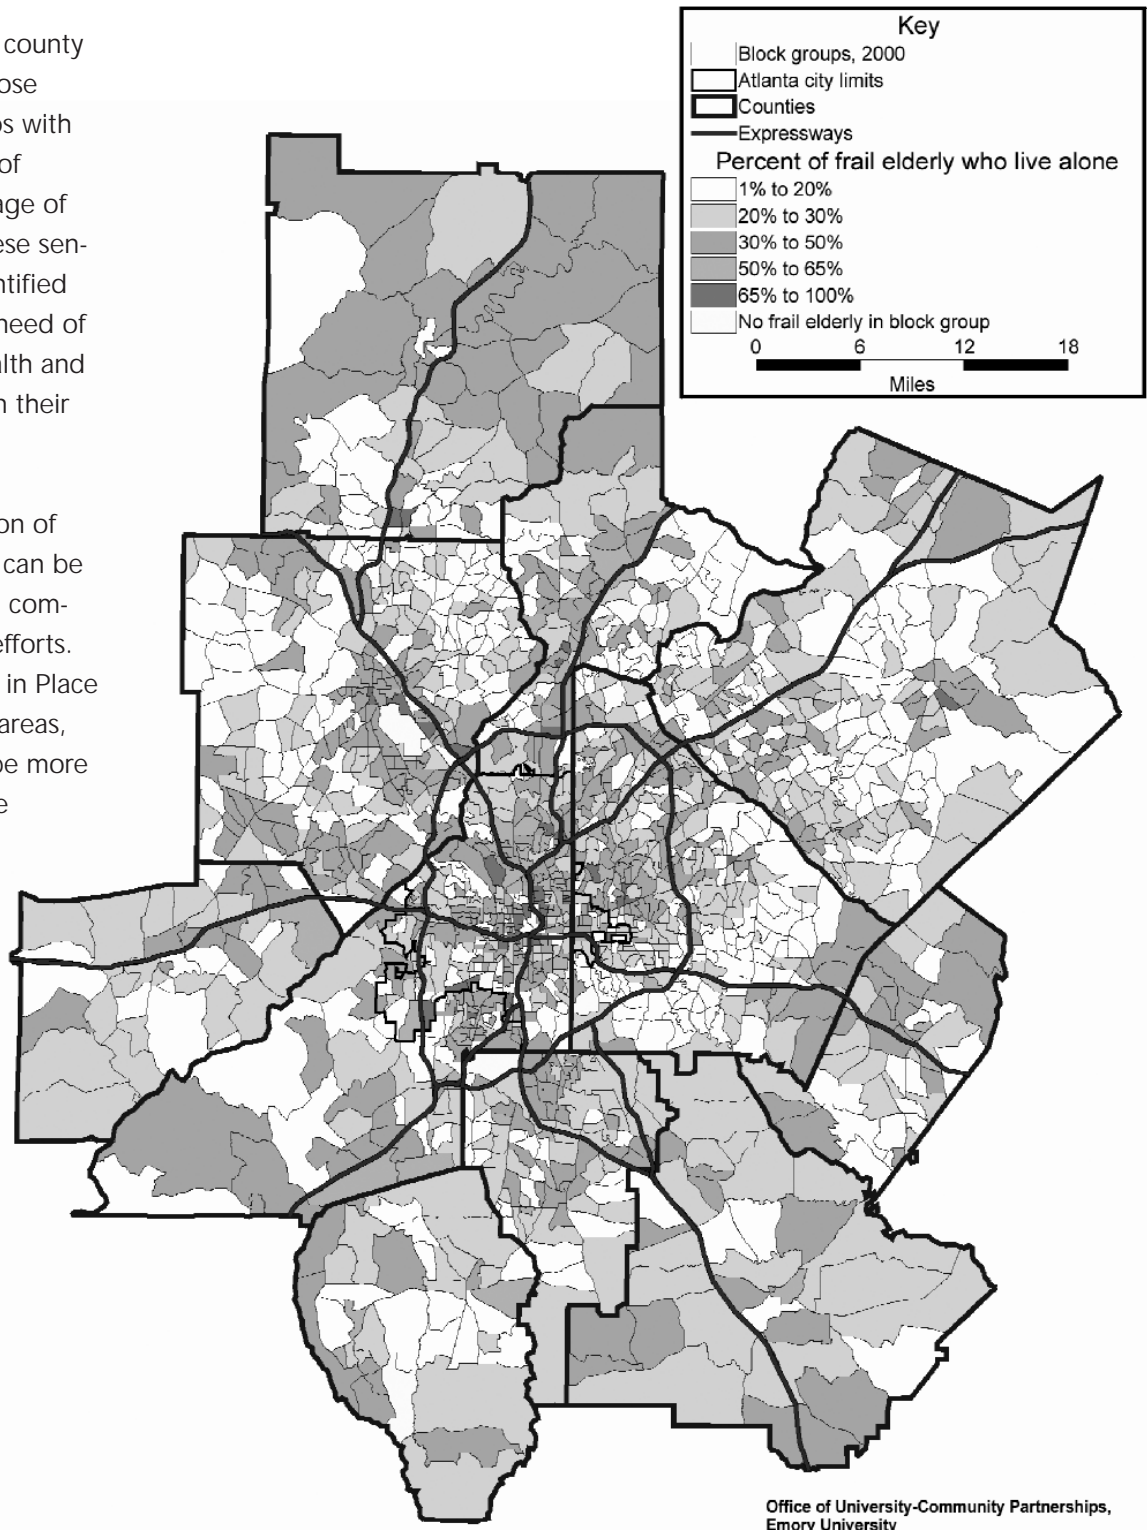 county
ose
os with
of
age of
ese sen-
ntified
need of
alth and
n their
on of
can be
com-
efforts.
in Place
areas,
be more
e
Key
Block groups, 2000
Atlanta city limits
Counties
Expressways
Percent of frail elderly who live alone
1% to 20%
20% to 30%
30% to 50%
50% to 65%
65% to 100%
No frail elderly in block group
0 6 12 18
Miles
Office of University-Community Partnerships,
Emory University